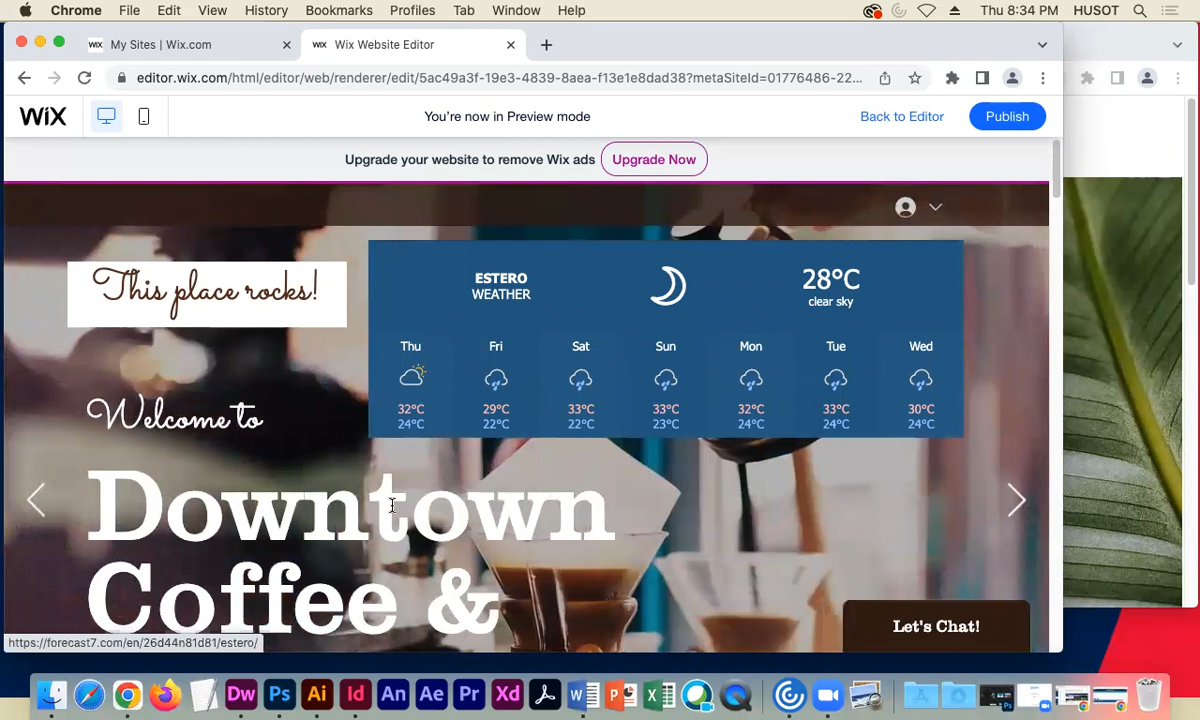 Chrome File Edit View History Bookmarks Profiles Tab Window Help Thu 8:34 PM HUSOT
WiX My Sites | Wix.com WiX Wix Website Editor
editor.wix.com/html/editor/web/renderer/edit/5ac49a3f-19e3-4839-8aea-f13e1e8dad38?metaSiteId=01776486-22...
WiX You're now in Preview mode Back to Editor Publish
Upgrade your website to remove Wix ads Upgrade Now
This place rocks!
ESTERO
WEATHER
28°C
clear sky
Thu Fri Sat Sun Mon Tue Wed
32°C 29°C 33°C 33°C 32°C 33°C 30°C
24°C 22°C 22°C 23°C 24°C 24°C 24°C
Welcome to
Downtown
Coffee &
Let's Chat!
https://forecast7.com/en/26d44n81d81/estero/
Dw Ps Ai Id An Ae Pr Xd W P X